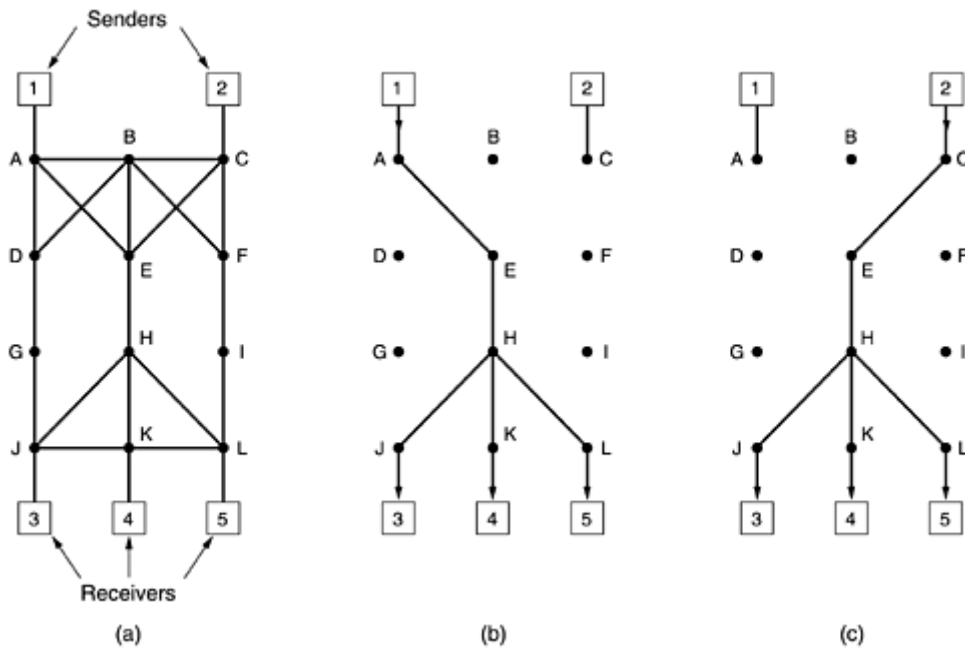 Senders
1 2 1 2 1 2
B B B
A C A C A C
D F D F D F
E E E
H H H
G I G I G I
K K K
J L J L J L
3 4 5 3 4 5 3 4 5
Receivers
(a) (b) (c)